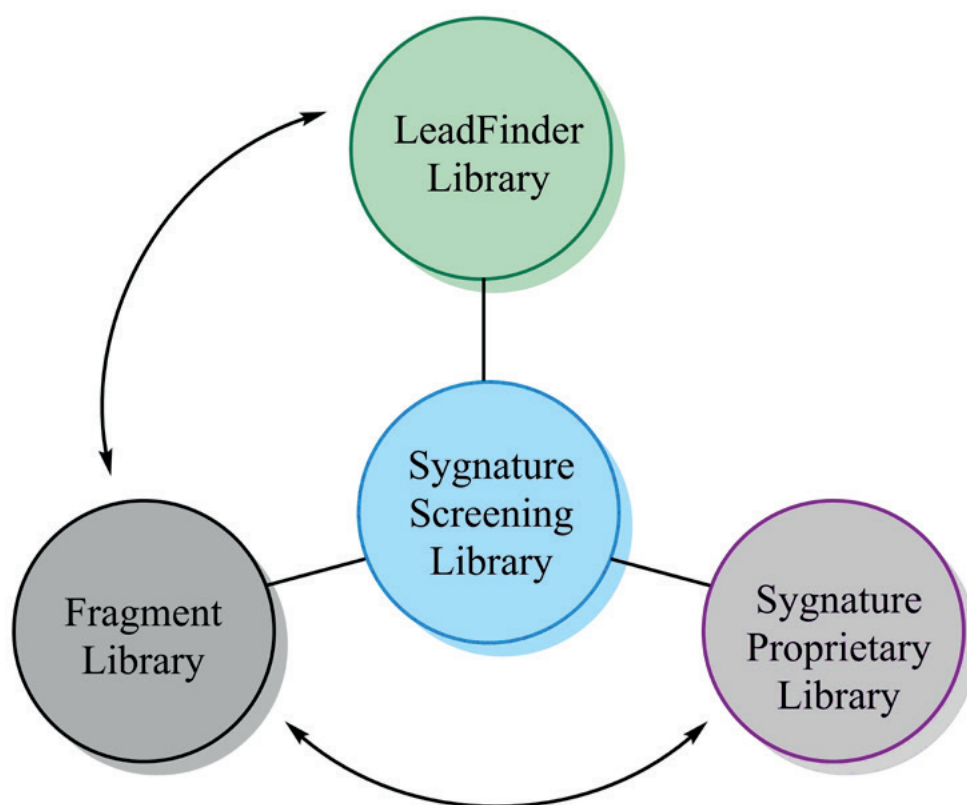 LeadFinder
Library
Sygnature
Screening
Library
Fragment
Library
Sygnature
Proprietary
Library